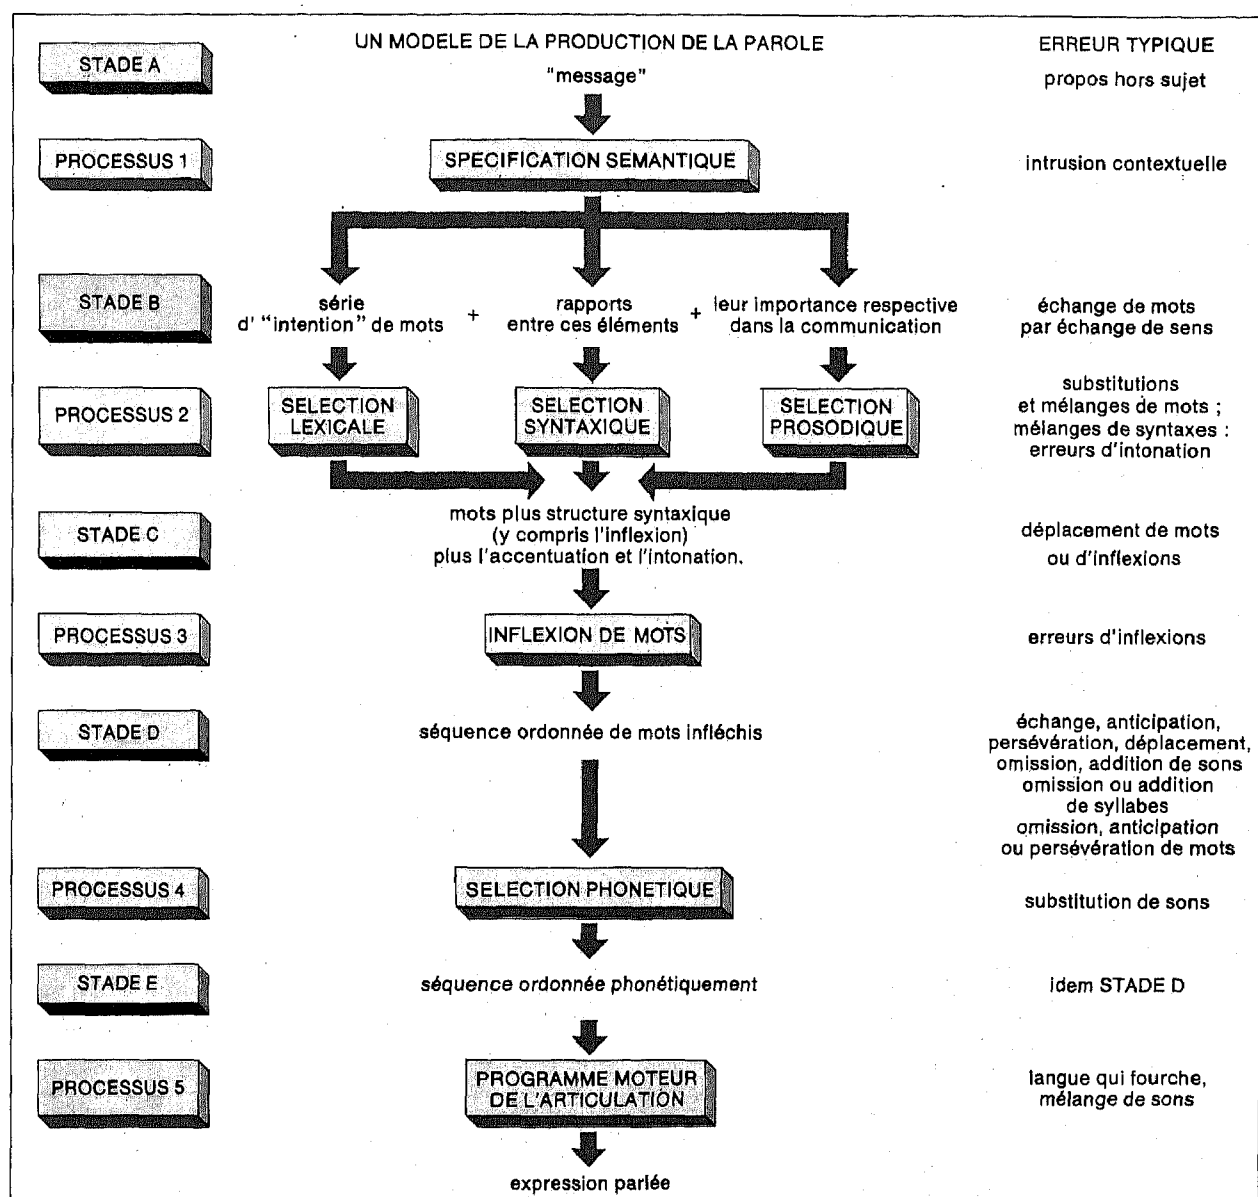 UN MODELE DE LA PRODUCTION DE LA PAROLE
ERREUR TYPIQUE
STADE A
"message"
propos hors sujet
PROCESSUS 1
SPECIFICATION SEMANTIQUE
intrusion contextuelle
STADE B
série
d' "intention" de mots
+
rapports
entre ces éléments
+
leur importance respective
dans la communication
échange de mots
par échange de sens
PROCESSUS 2
SELECTION
LEXICALE
SELECTION
SYNTAXIQUE
SELECTION
PROSODIQUE
substitutions
et mélanges de mots ;
mélanges de syntaxes :
erreurs d'intonation
STADE C
mots plus structure syntaxique
(y compris l'inflexion)
plus l'accentuation et l'intonation.
déplacement de mots
ou d'inflexions
PROCESSUS 3
INFLEXION DE MOTS
erreurs d'inflexions
STADE D
séquence ordonnée de mots infléchis
échange, anticipation,
persévération, déplacement,
omission, addition de sons
omission ou addition
de syllabes
omission, anticipation
ou persévération de mots
PROCESSUS 4
SELECTION PHONETIQUE
substitution de sons
STADE E
séquence ordonnée phonétiquement
idem STADE D
PROCESSUS 5
PROGRAMME MOTEUR
DE L'ARTICULATION
langue qui fourche,
mélange de sons
expression parlée